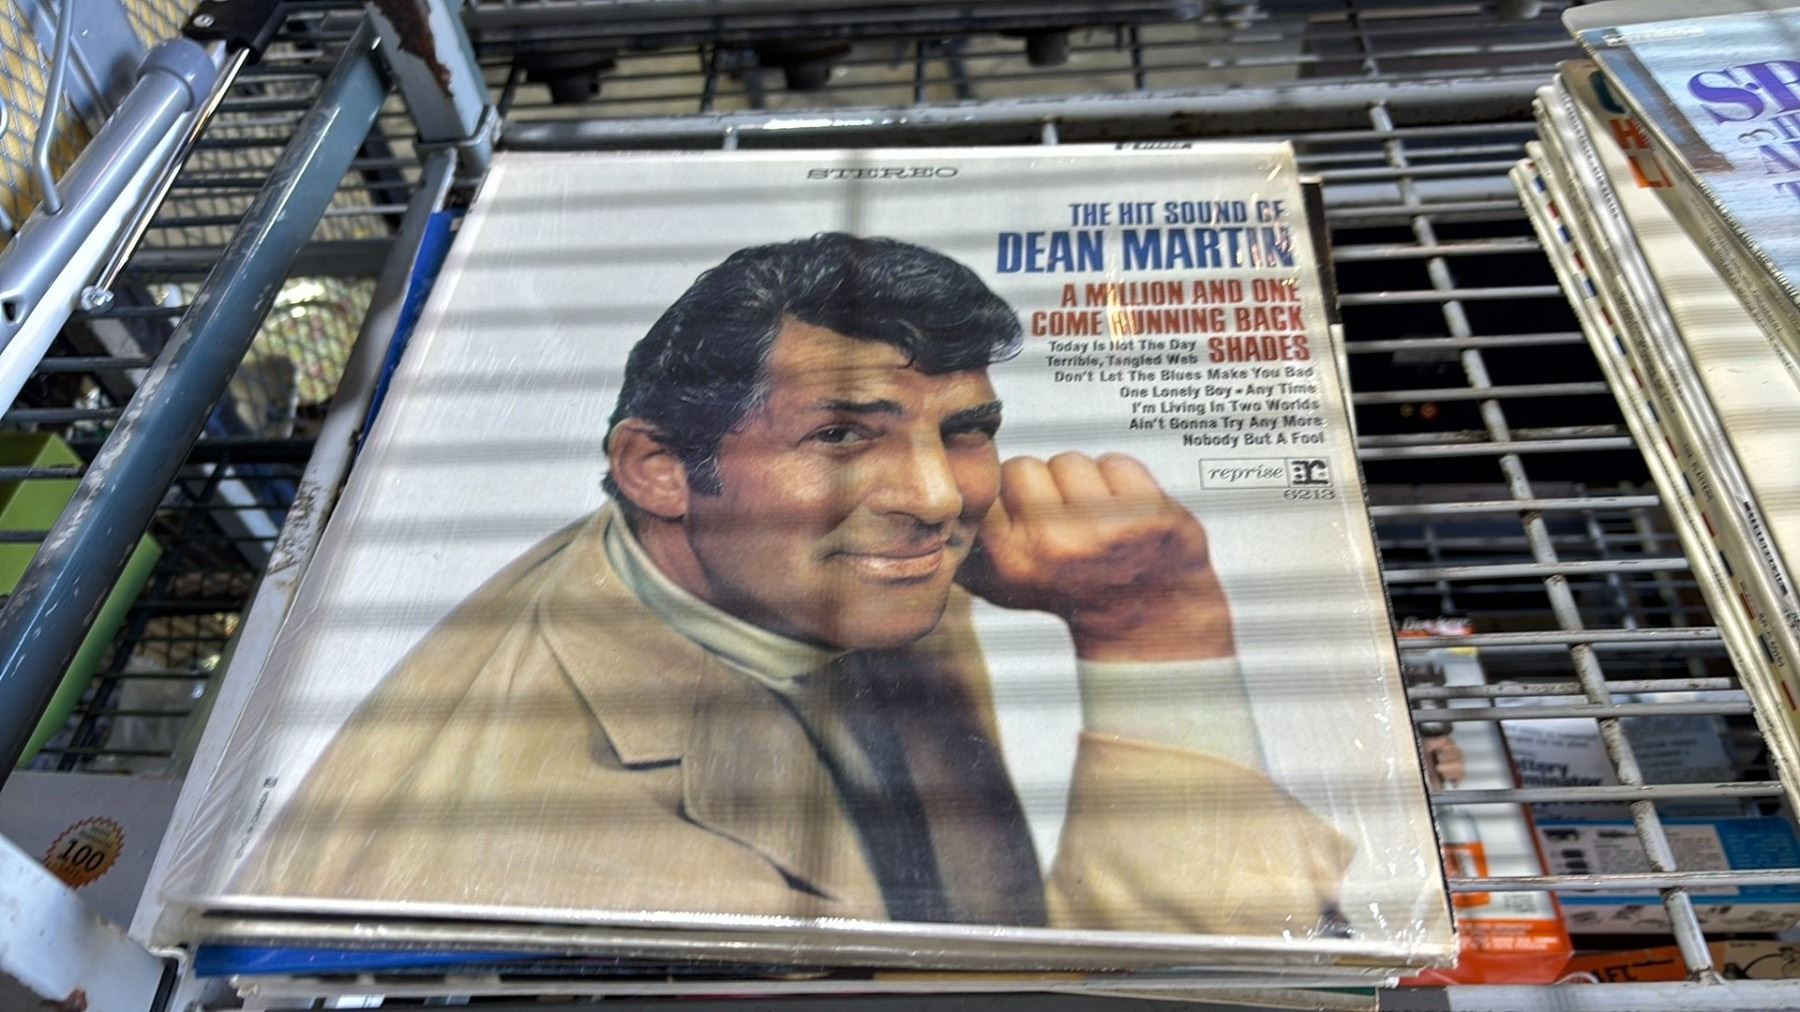 STEREO
THE HIT SOUND OF
DEAN MARTIN
A MILLION AND ONE
COME RUNNING BACK
SHADES
Today Is Not The Day
Terrible, Tangled Web
Don't Let The Blues Make You Bad
One Lonely Boy - Any Time
I'm Living In Two Worlds
Ain't Gonna Try Any More
Nobody But A Fool
reprise
6213
100